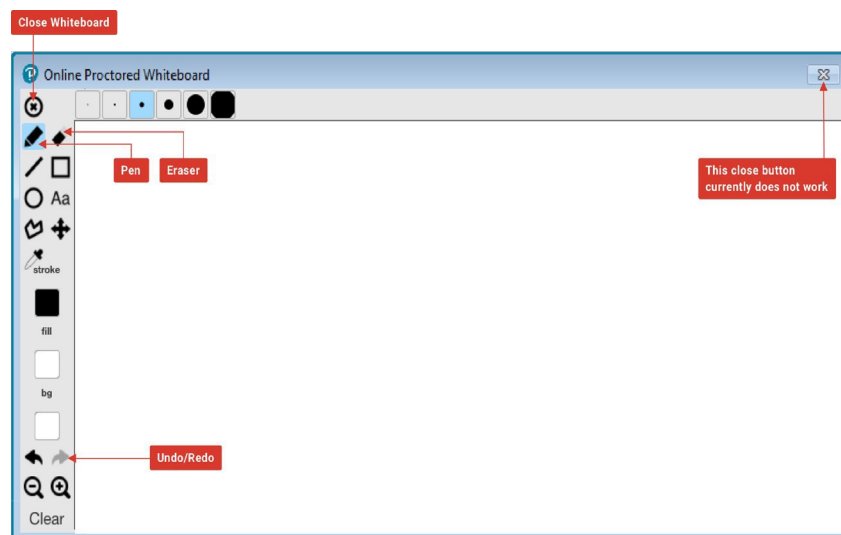 Close Whiteboard
Online Proctored Whiteboard
Pen
Eraser
This close button
currently does not work
Aa
stroke
fill
bg
Undo/Redo
Clear